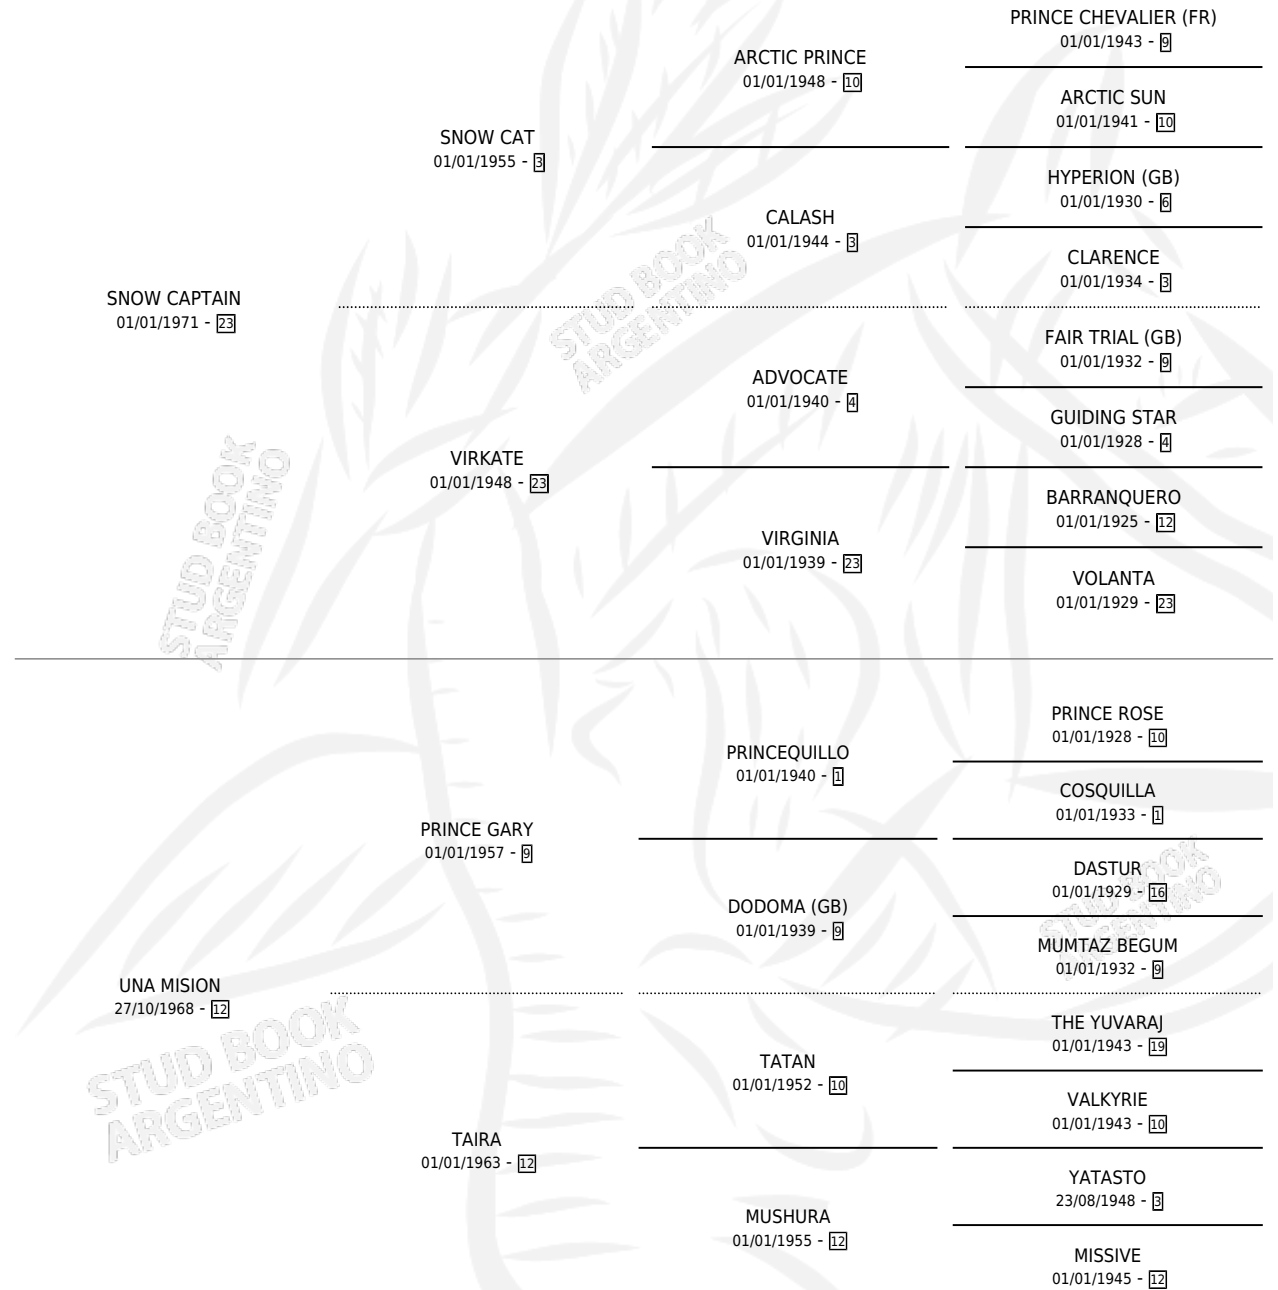 PRINCE CHEVALIER (FR)
01/01/1943 - 9
ARCTIC PRINCE
01/01/1948 - 10
ARCTIC SUN
01/01/1941 - 10
SNOW CAT
01/01/1955 - 3
HYPERION (GB)
01/01/1930 - 6
CALASH
01/01/1944 - 3
CLARENCE
01/01/1934 - 3
SNOW CAPTAIN
01/01/1971 - 23
FAIR TRIAL (GB)
01/01/1932 - 9
ADVOCATE
01/01/1940 - 4
GUIDING STAR
01/01/1928 - 4
VIRKATE
01/01/1948 - 23
BARRANQUERO
01/01/1925 - 12
VIRGINIA
01/01/1939 - 23
VOLANTA
01/01/1929 - 23
PRINCE ROSE
01/01/1928 - 10
PRINCEQUILLO
01/01/1940 - 1
COSQUILLA
01/01/1933 - 1
PRINCE GARY
01/01/1957 - 9
DASTUR
01/01/1929 - 16
DODOMA (GB)
01/01/1939 - 9
MUMTAZ BEGUM
01/01/1932 - 9
UNA MISION
27/10/1968 - 12
THE YUVARAJ
01/01/1943 - 19
TATAN
01/01/1952 - 10
VALKYRIE
01/01/1943 - 10
TAIRA
01/01/1963 - 12
YATASTO
23/08/1948 - 3
MUSHURA
01/01/1955 - 12
MISSIVE
01/01/1945 - 12
STUD BOOK
ARGENTINO
STUD BOOK
ARGENTINO
STUD BOOK
ARGENTINO
STUD BOOK
ARGENTINO